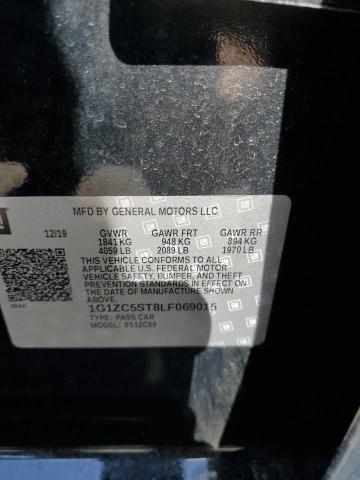 MFD BY GENERAL MOTORS LLC
12/19 GVWR GAWR FRT GAWR RR
1841 KG 948 KG 894 KG
4059 LB 2089 LB 1970 LB
THIS VEHICLE CONFORMS TO ALL
APPLICABLE U.S. FEDERAL MOTOR
VEHICLE SAFETY, BUMPER, AND THEFT
PREVENTION STANDARDS IN EFFECT ON
THE DATE OF MANUFACTURE SHOWN ABOVE.
1G1ZC5ST8LF069015
TYPE: PASS CAR
MODEL: 851ZC69